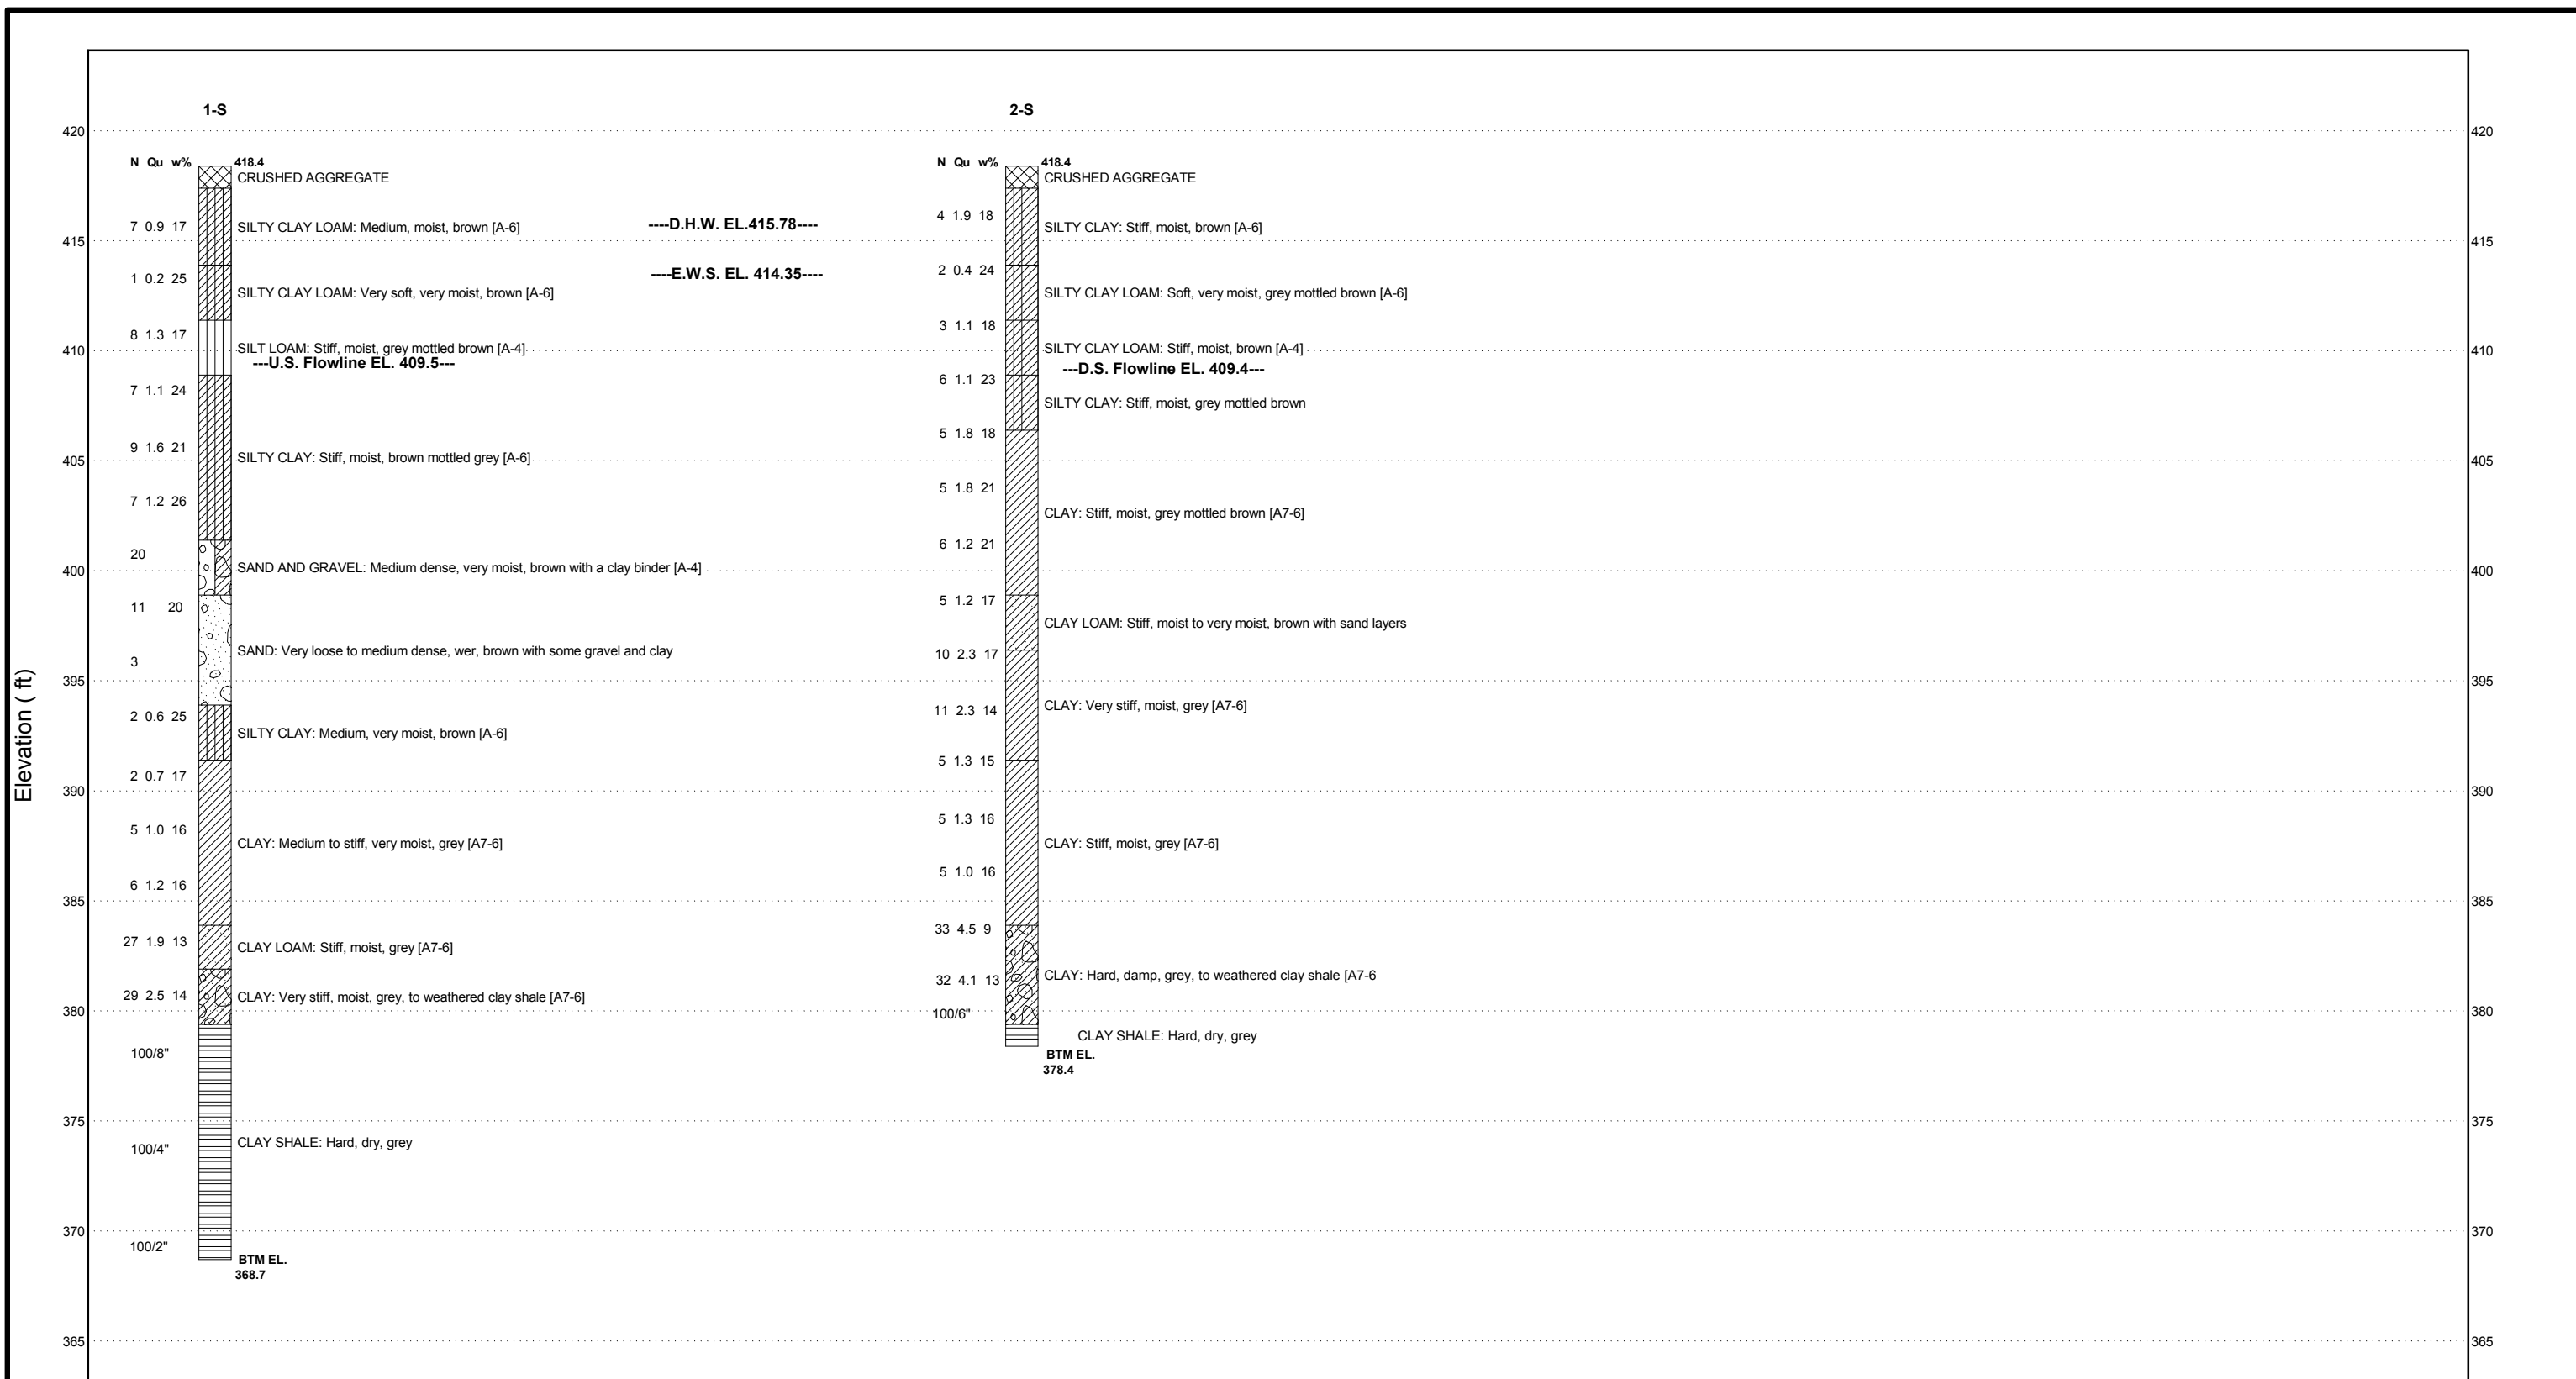 1-S
2-S
420
420
N Qu w%
418.4
CRUSHED AGGREGATE
N Qu w%
418.4
CRUSHED AGGREGATE
7 0.9 17
SILTY CLAY LOAM: Medium, moist, brown [A-6]
----D.H.W. EL.415.78----
4 1.9 18
SILTY CLAY: Stiff, moist, brown [A-6]
415
415
1 0.2 25
SILTY CLAY LOAM: Very soft, very moist, brown [A-6]
----E.W.S. EL. 414.35----
2 0.4 24
SILTY CLAY LOAM: Soft, very moist, grey mottled brown [A-6]
8 1.3 17
3 1.1 18
410
SILT LOAM: Stiff, moist, grey mottled brown [A-4]
SILTY CLAY LOAM: Stiff, moist, brown [A-4]
410
---U.S. Flowline EL. 409.5---
---D.S. Flowline EL. 409.4---
7 1.1 24
6 1.1 23
SILTY CLAY: Stiff, moist, grey mottled brown
9 1.6 21
5 1.8 18
405
SILTY CLAY: Stiff, moist, brown mottled grey [A-6]
405
7 1.2 26
5 1.8 21
CLAY: Stiff, moist, grey mottled brown [A7-6]
20
6 1.2 21
400
SAND AND GRAVEL: Medium dense, very moist, brown with a clay binder [A-4]
400
11 20
5 1.2 17
CLAY LOAM: Stiff, moist to very moist, brown with sand layers
3
SAND: Very loose to medium dense, wer, brown with some gravel and clay
10 2.3 17
395
395
Elevation ( ft)
2 0.6 25
SILTY CLAY: Medium, very moist, brown [A-6]
11 2.3 14
CLAY: Very stiff, moist, grey [A7-6]
2 0.7 17
5 1.3 15
390
390
5 1.0 16
CLAY: Medium to stiff, very moist, grey [A7-6]
5 1.3 16
CLAY: Stiff, moist, grey [A7-6]
6 1.2 16
5 1.0 16
385
385
27 1.9 13
CLAY LOAM: Stiff, moist, grey [A7-6]
33 4.5 9
29 2.5 14
CLAY: Very stiff, moist, grey, to weathered clay shale [A7-6]
32 4.1 13
CLAY: Hard, damp, grey, to weathered clay shale [A7-6
380
100/6"
380
100/8"
CLAY SHALE: Hard, dry, grey
BTM EL.
378.4
375
375
100/4"
CLAY SHALE: Hard, dry, grey
370
370
100/2"
BTM EL.
368.7
365
365